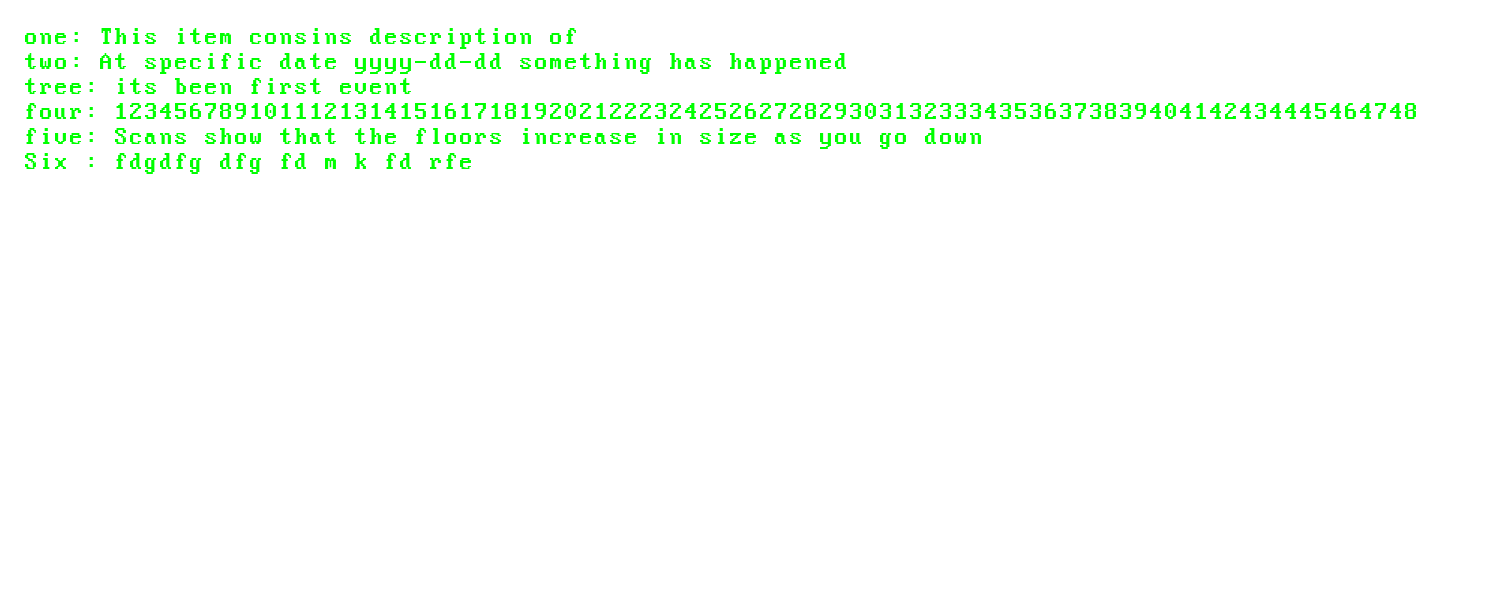 one: This item consins description of
two: At specific date yyyy-dd-dd something has happened
tree: its been first event
four: 123456789101112131415161718192021222324252627282930313233343536373839404142434445464748
five: Scans show that the floors increase in size as you go down
Six : fdgdfg dfg fd m k fd rfe